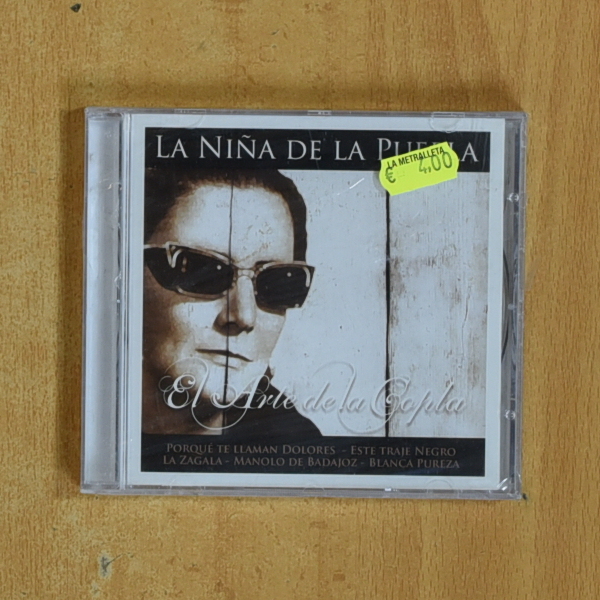 LA NIÑA DE LA
LA METRALLETA
€ 4,00
El Arte de la Copla
PORQUÉ TE LLAMAN DOLORES - ESTE TRAJE NEGRO
LA ZAGALA - MANOLO DE BADAJOZ - BLANCA PUREZA